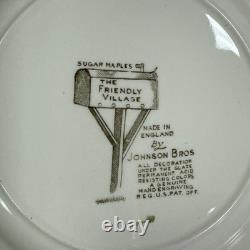 SUGAR MAPLES
THE
FRIENDLY
VILLAGE
MADE IN
ENGLAND
By
JOHNSON BROS
ALL DECORATION
UNDER THE GLAZE
PERMANENT ACID
RESISTING COLORS
A GENUINE
HAND ENGRAVING
REG. U.S. PAT. OFF.